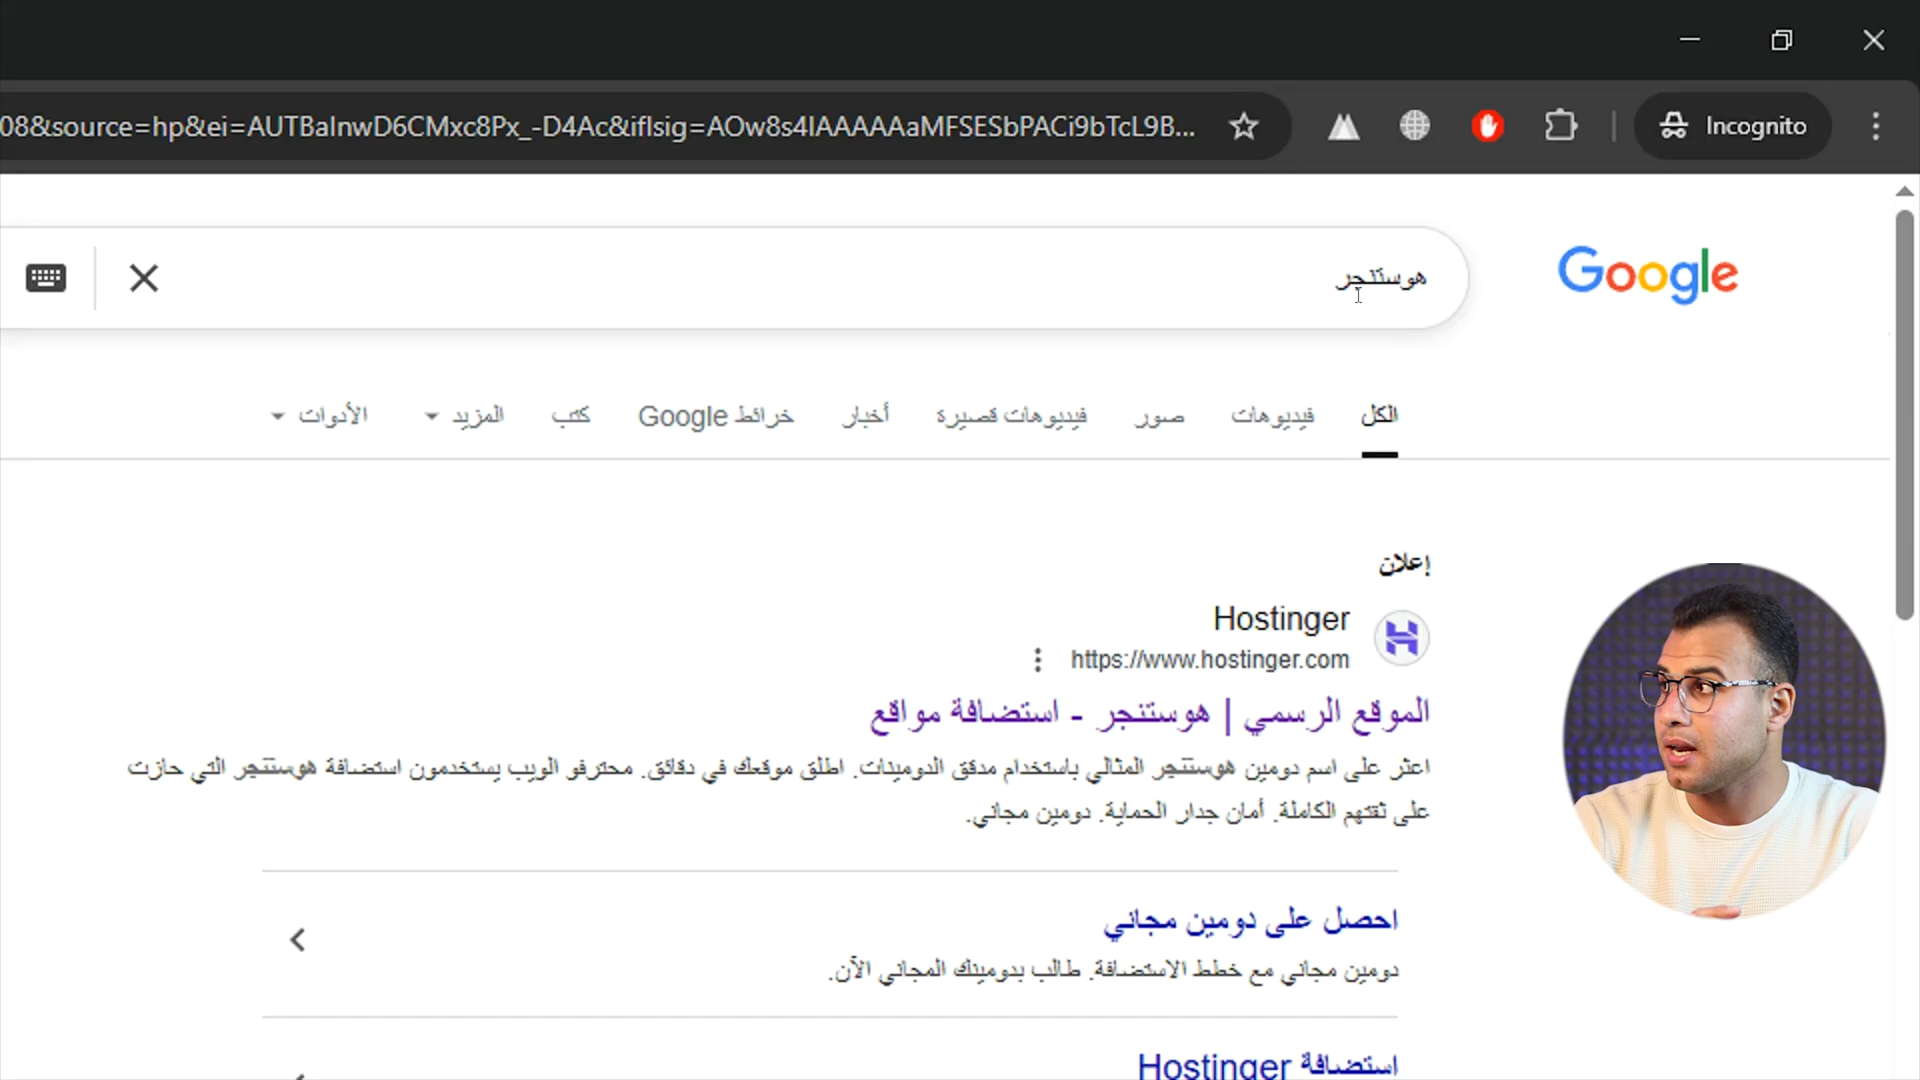 08&source=hp&ei=AUTBaInwD6CMxc8Px_-D4Ac&iflsig=AOw8s4IAAAAAaMFSESbPACi9bTcL9B...
Incognito
هوستنجر
Google
الكل فيديوهات صور فيديوهات قصيرة أخبار خرائط Google كتب المزيد الأدوات
إعلان
Hostinger
https://www.hostinger.com
الموقع الرسمي | هوستنجر - استضافة مواقع
اعثر على اسم دومين هوستنجر المثالي باستخدام مدقق الدومينات. اطلق موقعك في دقائق. محترفو الويب يستخدمون استضافة هوستنجر التي حازت
على ثقتهم الكاملة. أمان جدار الحماية. دومين مجاني.
احصل على دومين مجاني
دومين مجاني مع خطط الاستضافة. طالب بدومينك المجاني الآن.
استضافة Hostinger